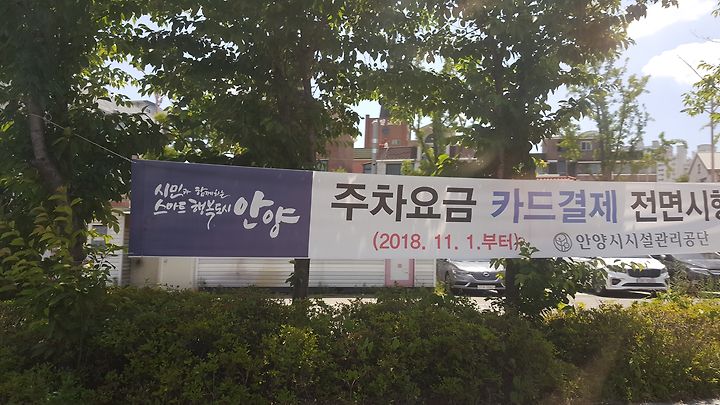 시민과 함께하는
스마트 행복도시 안양
주차요금 카드결제 전면시행
(2018. 11. 1.부터)
안양시시설관리공단